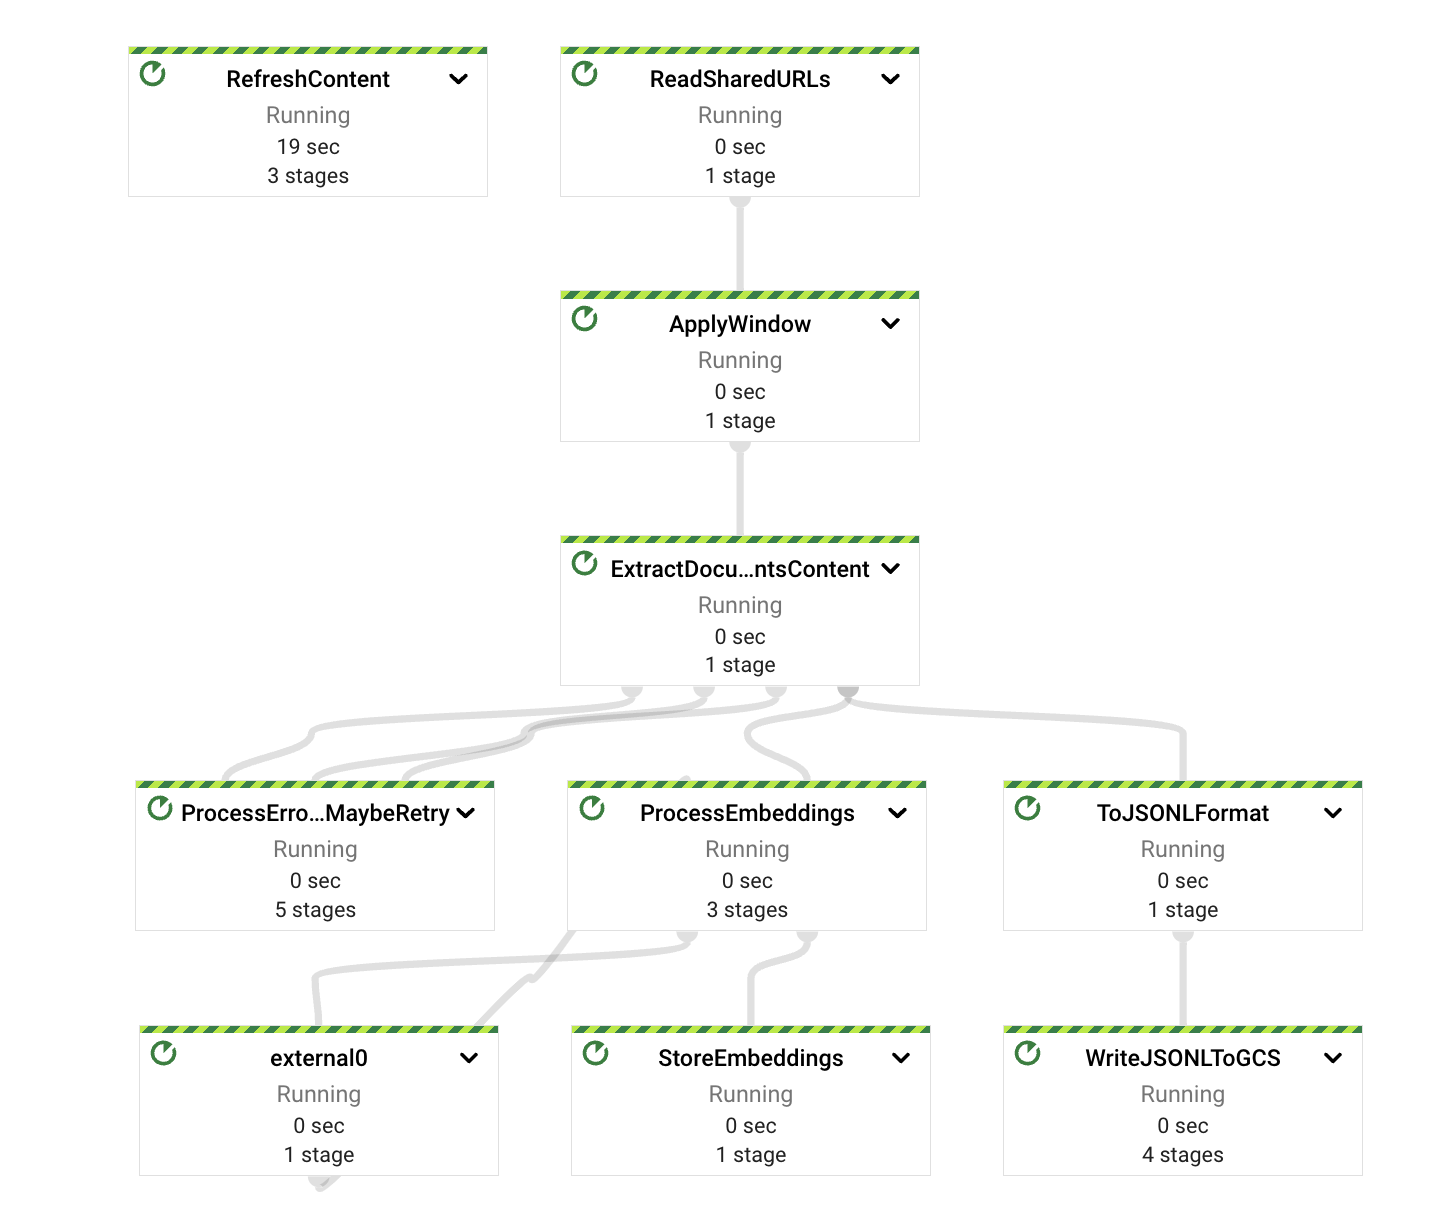 RefreshContent
Running
19 sec
3 stages
ReadSharedURLs
Running
0 sec
1 stage
ApplyWindow
Running
0 sec
1 stage
ExtractDocu...ntsContent
Running
0 sec
1 stage
ProcessErro...MaybeRetry
Running
0 sec
5 stages
ProcessEmbeddings
Running
0 sec
3 stages
ToJSONLFormat
Running
0 sec
1 stage
external0
Running
0 sec
1 stage
StoreEmbeddings
Running
0 sec
1 stage
WriteJSONLToGCS
Running
0 sec
4 stages